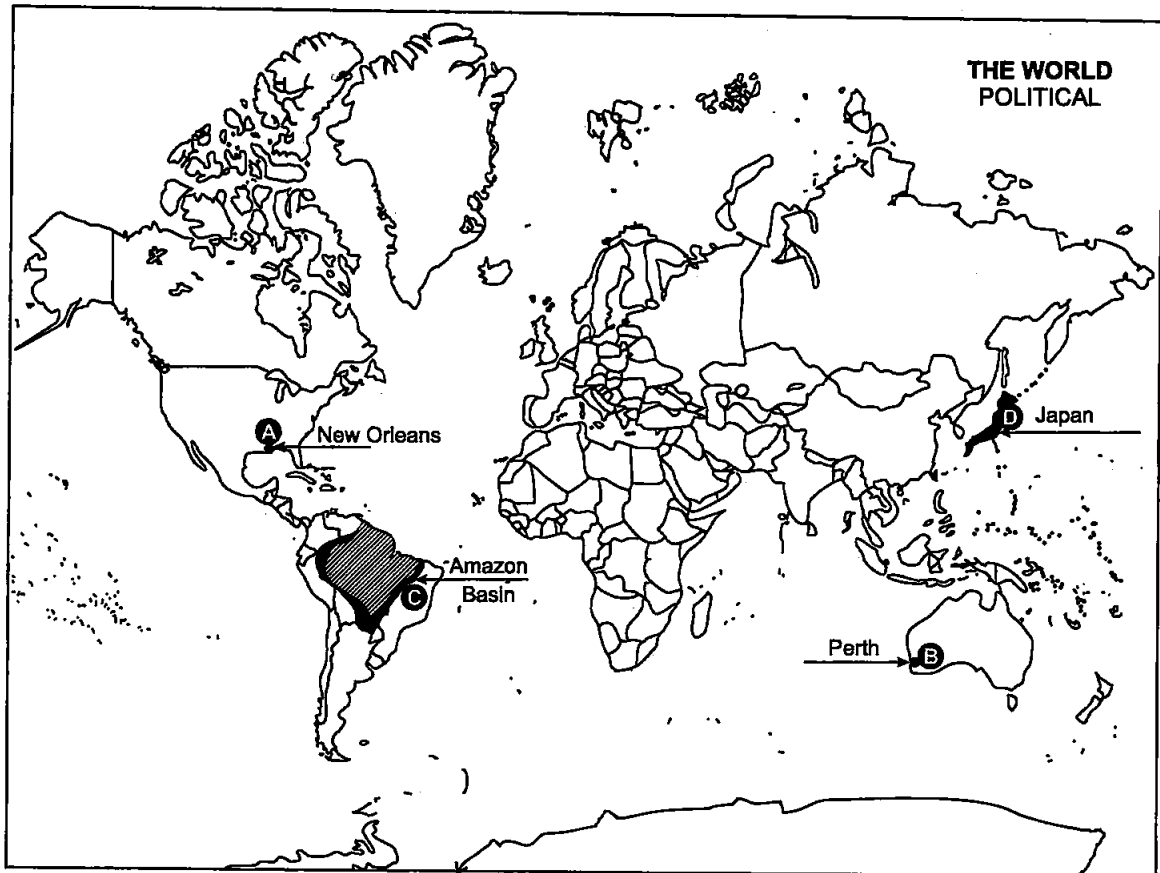 THE WORLD
POLITICAL
A
New Orleans
D
Japan
Amazon
Basin
C
Perth
B